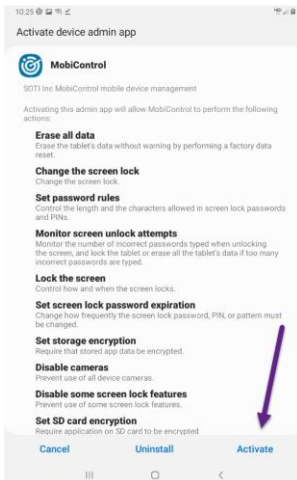 10:25
Activate device admin app
MobiControl
SOTI Inc MobiControl mobile device management
Activating this admin app will allow MobiControl to perform the following
actions:
Erase all data
Erase the tablet's data without warning by performing a factory data
reset.
Change the screen lock
Change the screen lock.
Set password rules
Control the length and the characters allowed in screen lock passwords
and PINs.
Monitor screen unlock attempts
Monitor the number of incorrect passwords typed when unlocking
the screen, and lock the tablet or erase all the tablet's data if too many
incorrect passwords are typed.
Lock the screen
Control how and when the screen locks.
Set screen lock password expiration
Change how frequently the screen lock password, PIN, or pattern must
be changed.
Set storage encryption
Require that stored app data be encrypted.
Disable cameras
Prevent use of all device cameras.
Disable some screen lock features
Prevent use of some screen lock features.
Set SD card encryption
Require application on SD card to be encrypted
Cancel Uninstall Activate